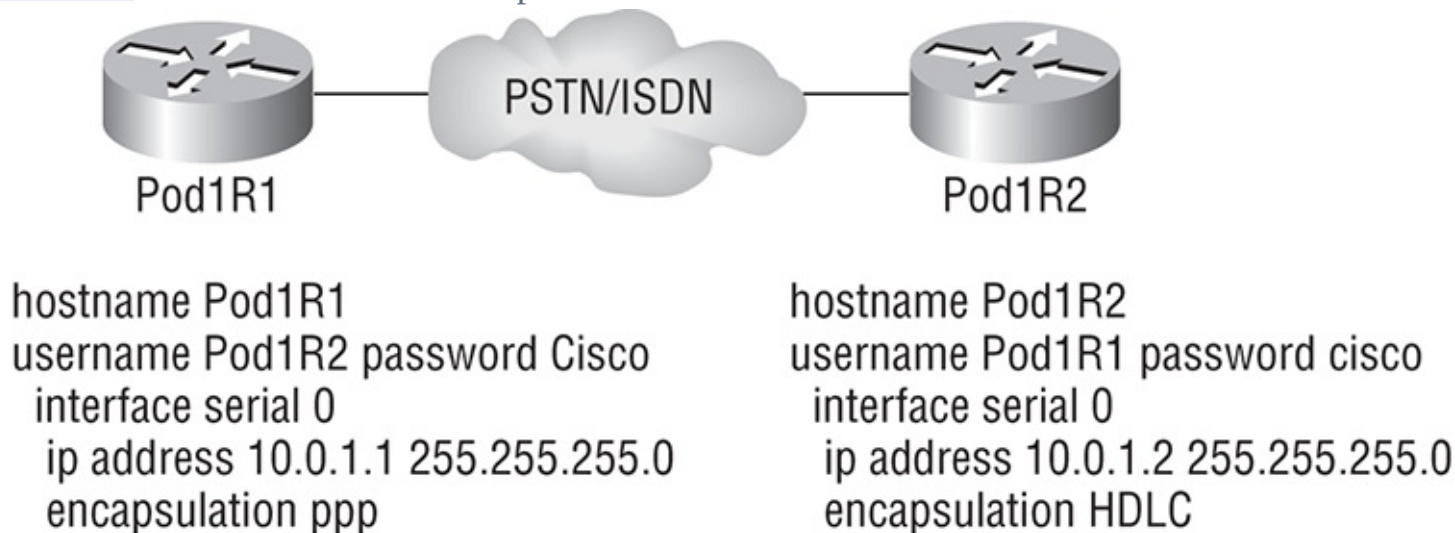 PSTN/ISDN
Pod1R1
Pod1R2
hostname Pod1R1
username Pod1R2 password Cisco
interface serial 0
ip address 10.0.1.1 255.255.255.0
encapsulation ppp
hostname Pod1R2
username Pod1R1 password cisco
interface serial 0
ip address 10.0.1.2 255.255.255.0
encapsulation HDLC